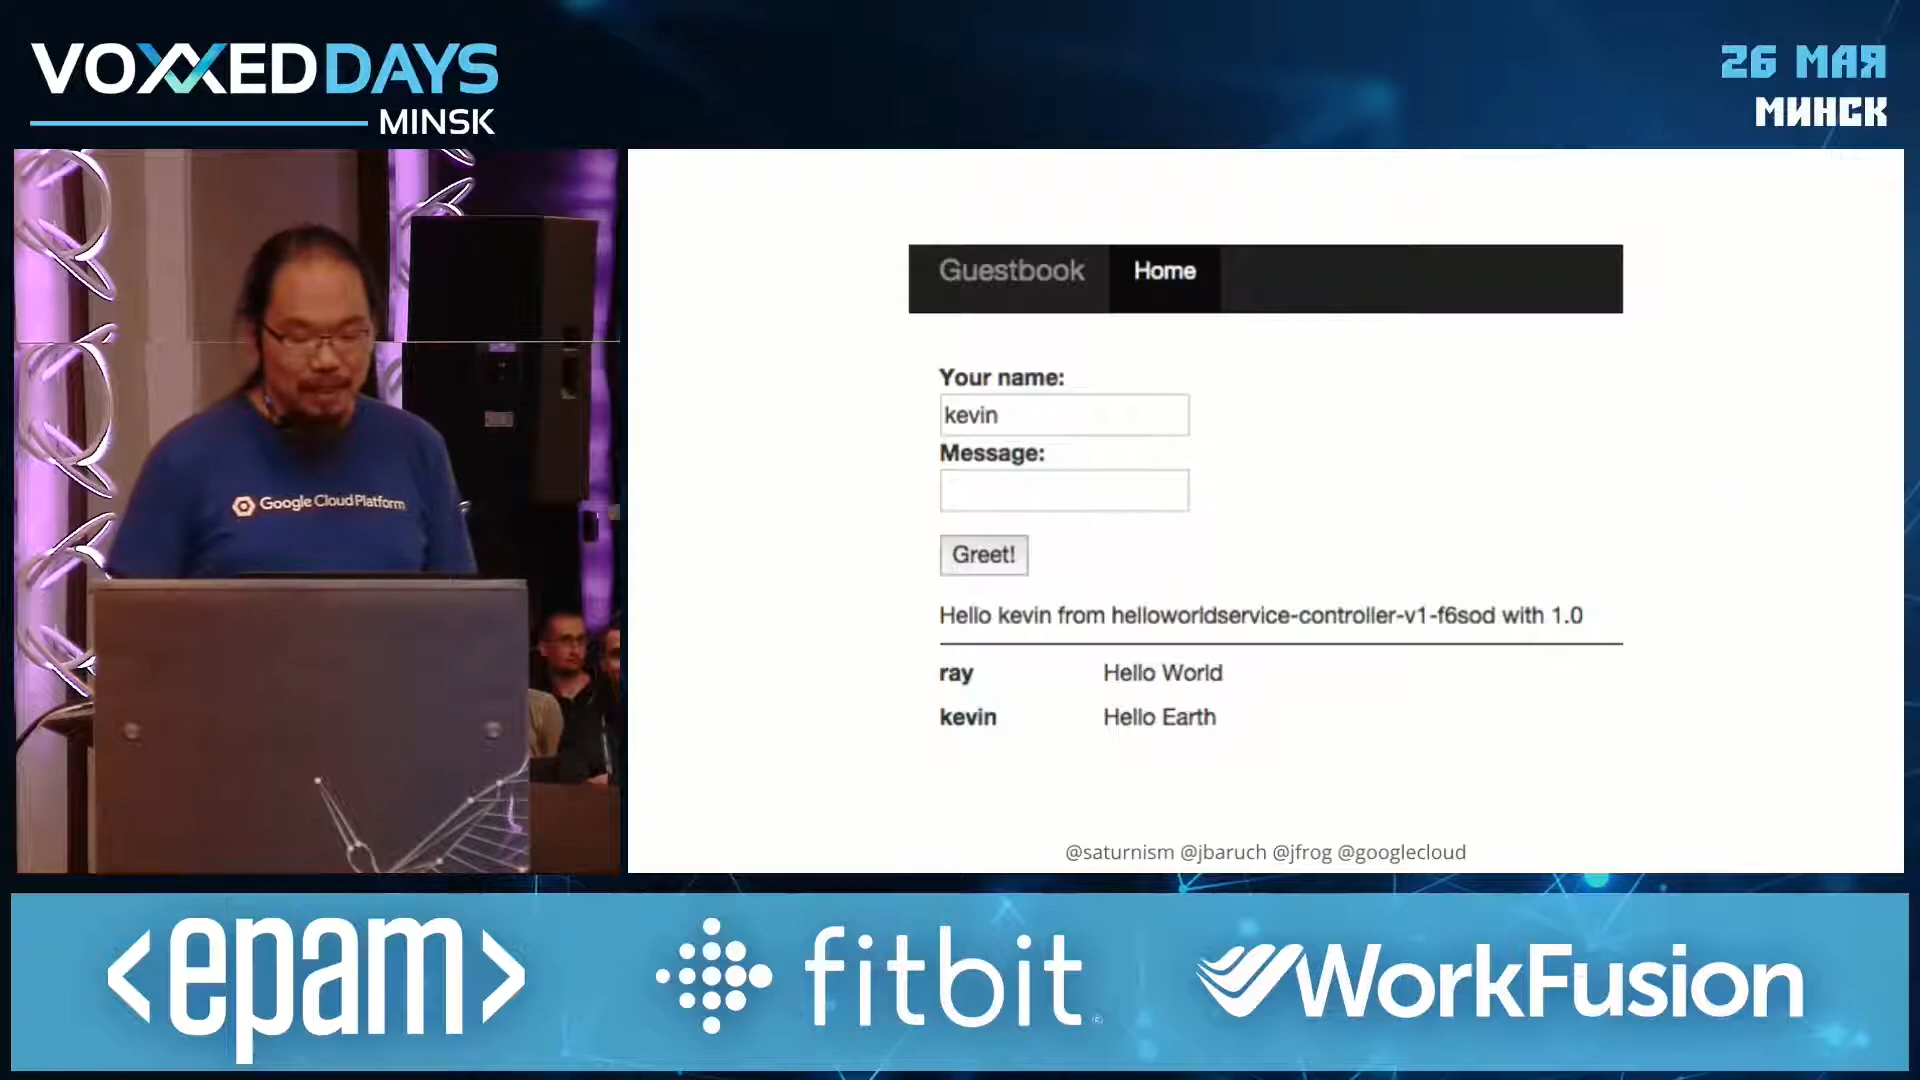 VOXXEDDAYS
MINSK
26 МАЯ
МИНСК
Google Cloud Platform
Guestbook Home
Your name:
kevin
Message:
Greet!
Hello kevin from helloworldservice-controller-v1-f6sod with 1.0
ray Hello World
kevin Hello Earth
@saturnism @jbaruch @jfrog @googlecloud
<epam>
fitbit®
WorkFusion